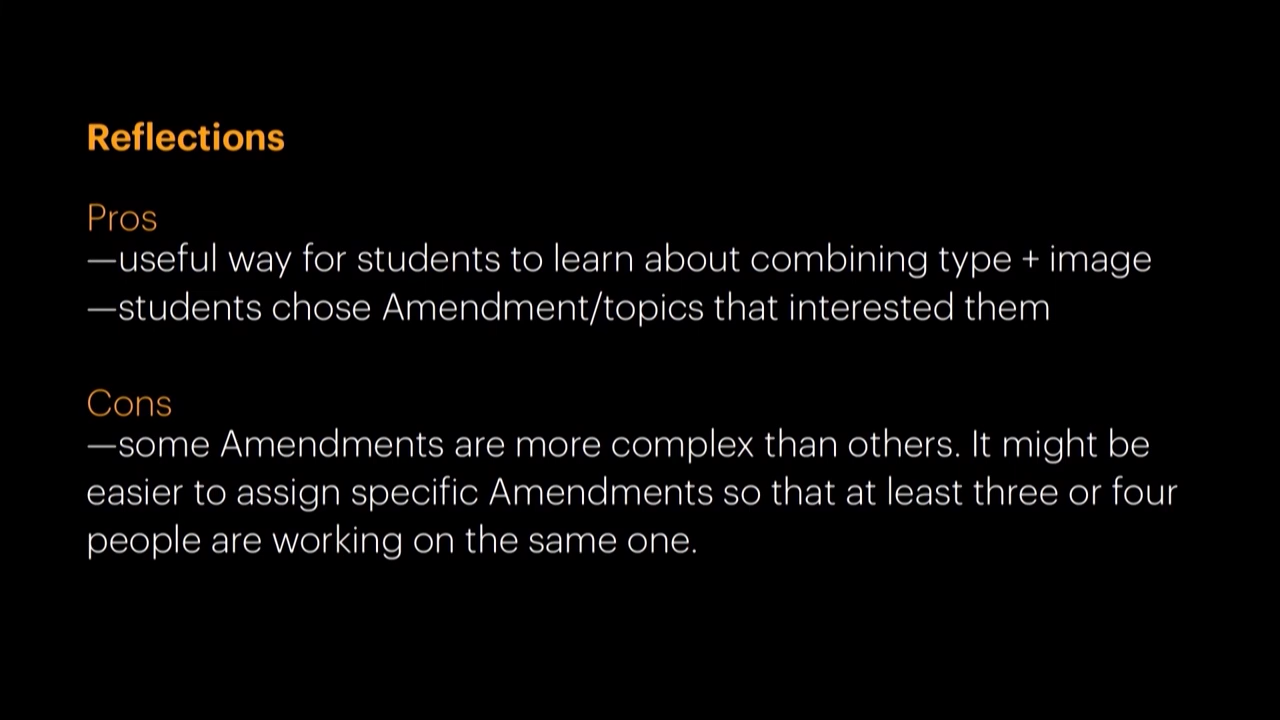 Reflections
Pros
—useful way for students to learn about combining type + image
—students chose Amendment/topics that interested them
Cons
—some Amendments are more complex than others. It might be
easier to assign specific Amendments so that at least three or four
people are working on the same one.